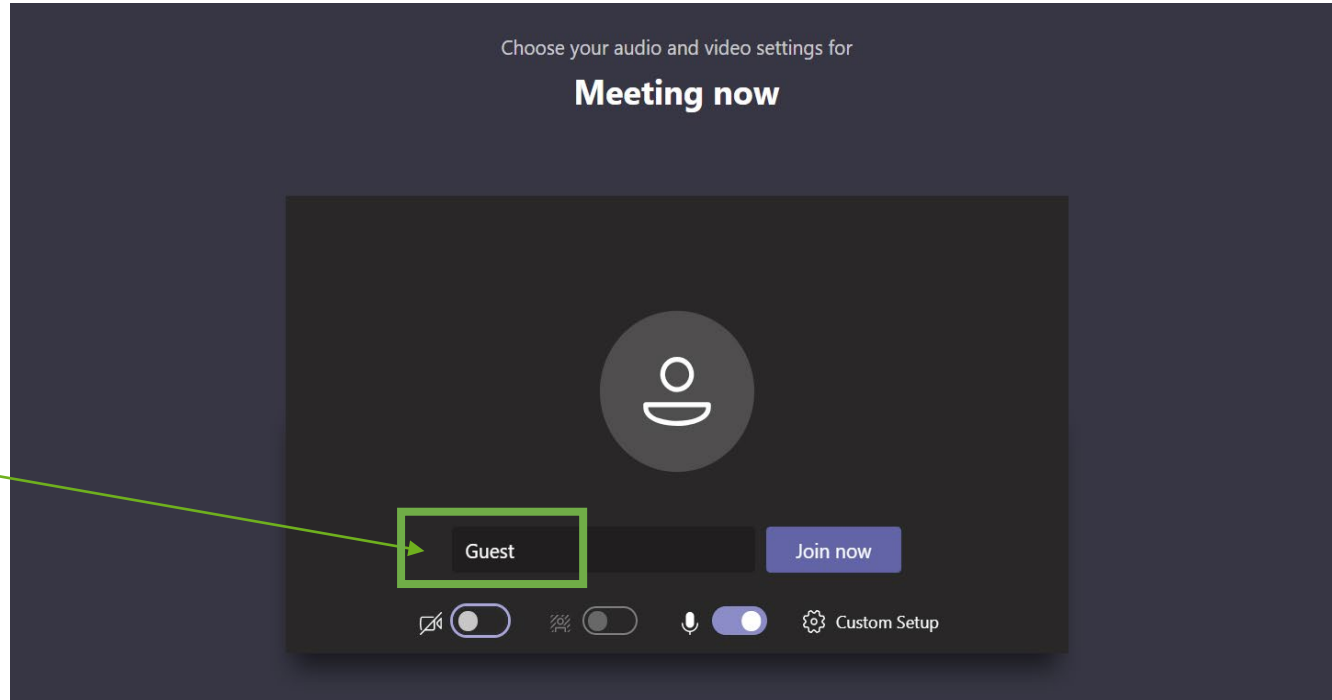 Choose your audio and video settings for
Meeting now
Guest
Join now
Custom Setup